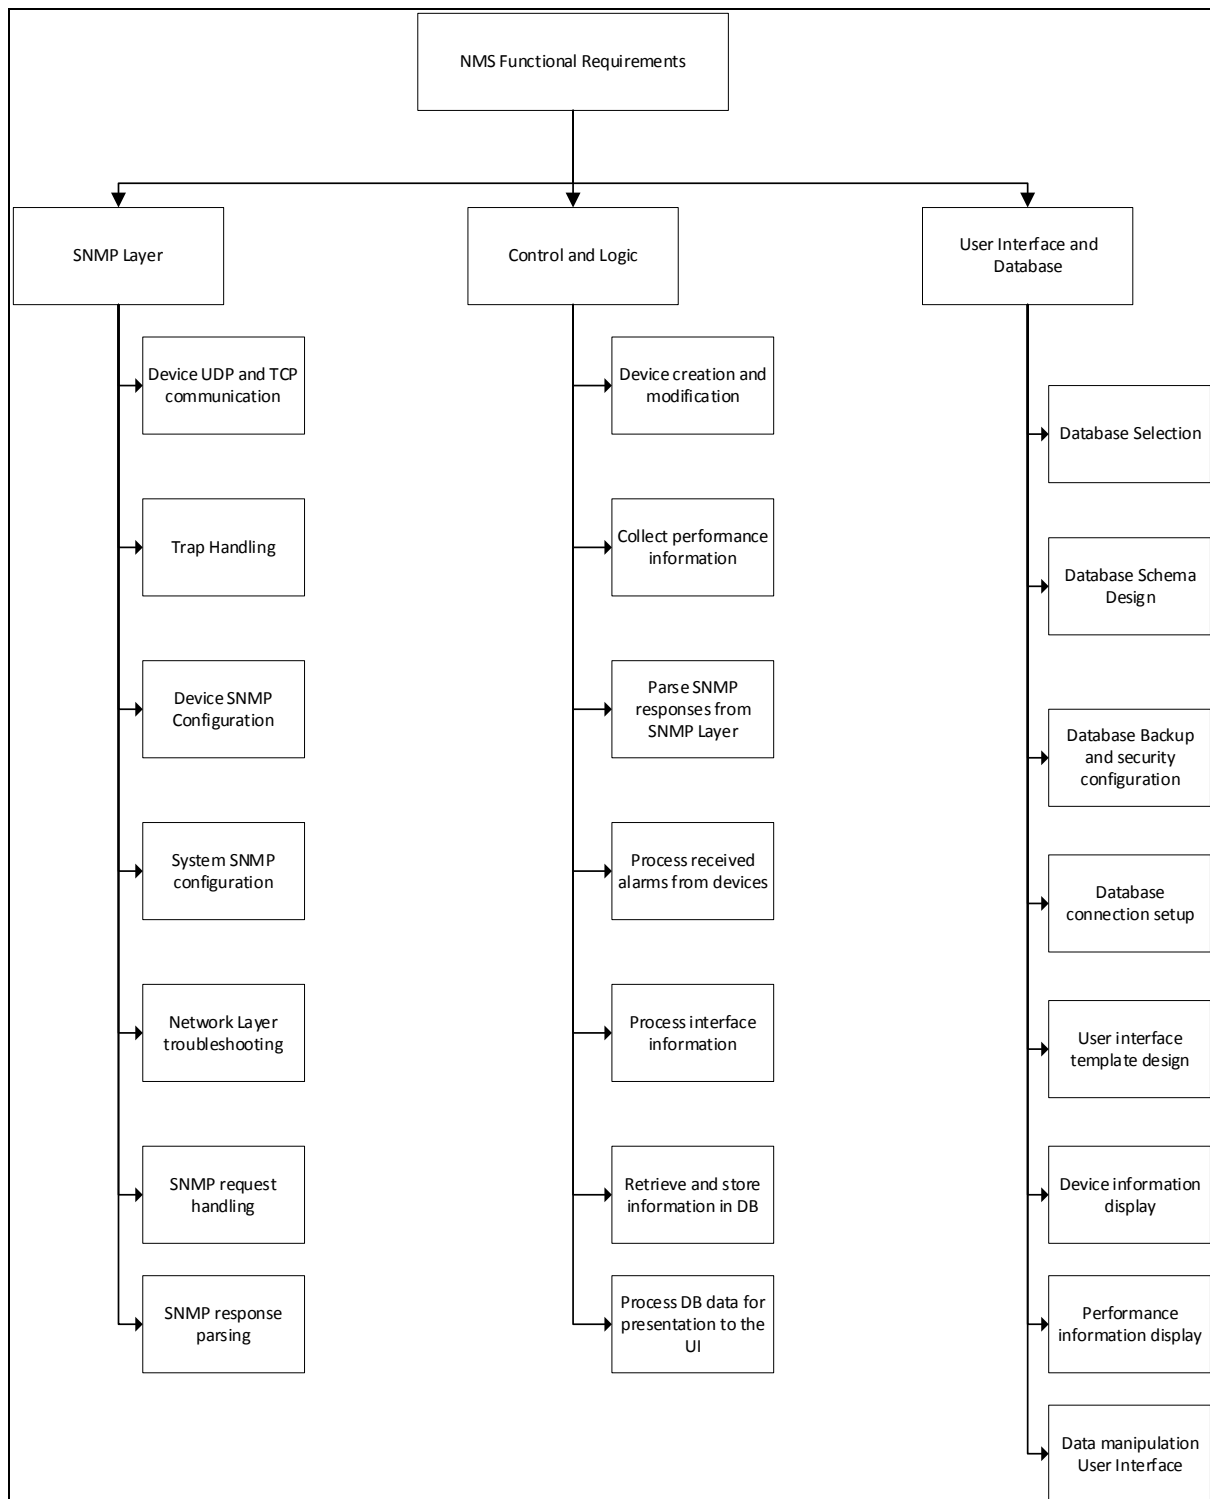 NMS Functional Requirements
SNMP Layer
Control and Logic
User Interface and
Database
Device UDP and TCP
communication
Trap Handling
Device SNMP
Configuration
System SNMP
configuration
Network Layer
troubleshooting
SNMP request
handling
SNMP response
parsing
Device creation and
modification
Collect performance
information
Parse SNMP
responses from
SNMP Layer
Process received
alarms from devices
Process interface
information
Retrieve and store
information in DB
Process DB data for
presentation to the
UI
Database Selection
Database Schema
Design
Database Backup
and security
configuration
Database
connection setup
User interface
template design
Device information
display
Performance
information display
Data manipulation
User Interface